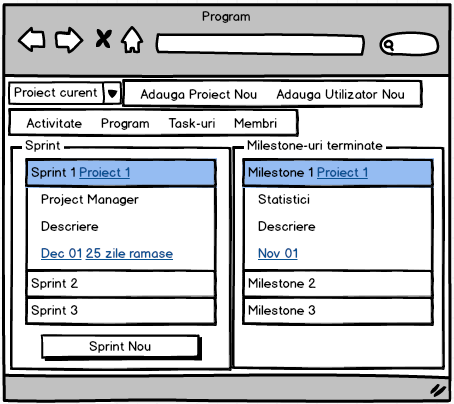 Program
Proiect curent
Adauga Proiect Nou Adauga Utilizator Nou
Activitate Program Task-uri Membri
Sprint
Sprint 1 Proiect 1
Project Manager
Descriere
Dec 01 25 zile ramase
Sprint 2
Sprint 3
Sprint Nou
Milestone-uri terminate
Milestone 1 Proiect 1
Statistici
Descriere
Nov 01
Milestone 2
Milestone 3